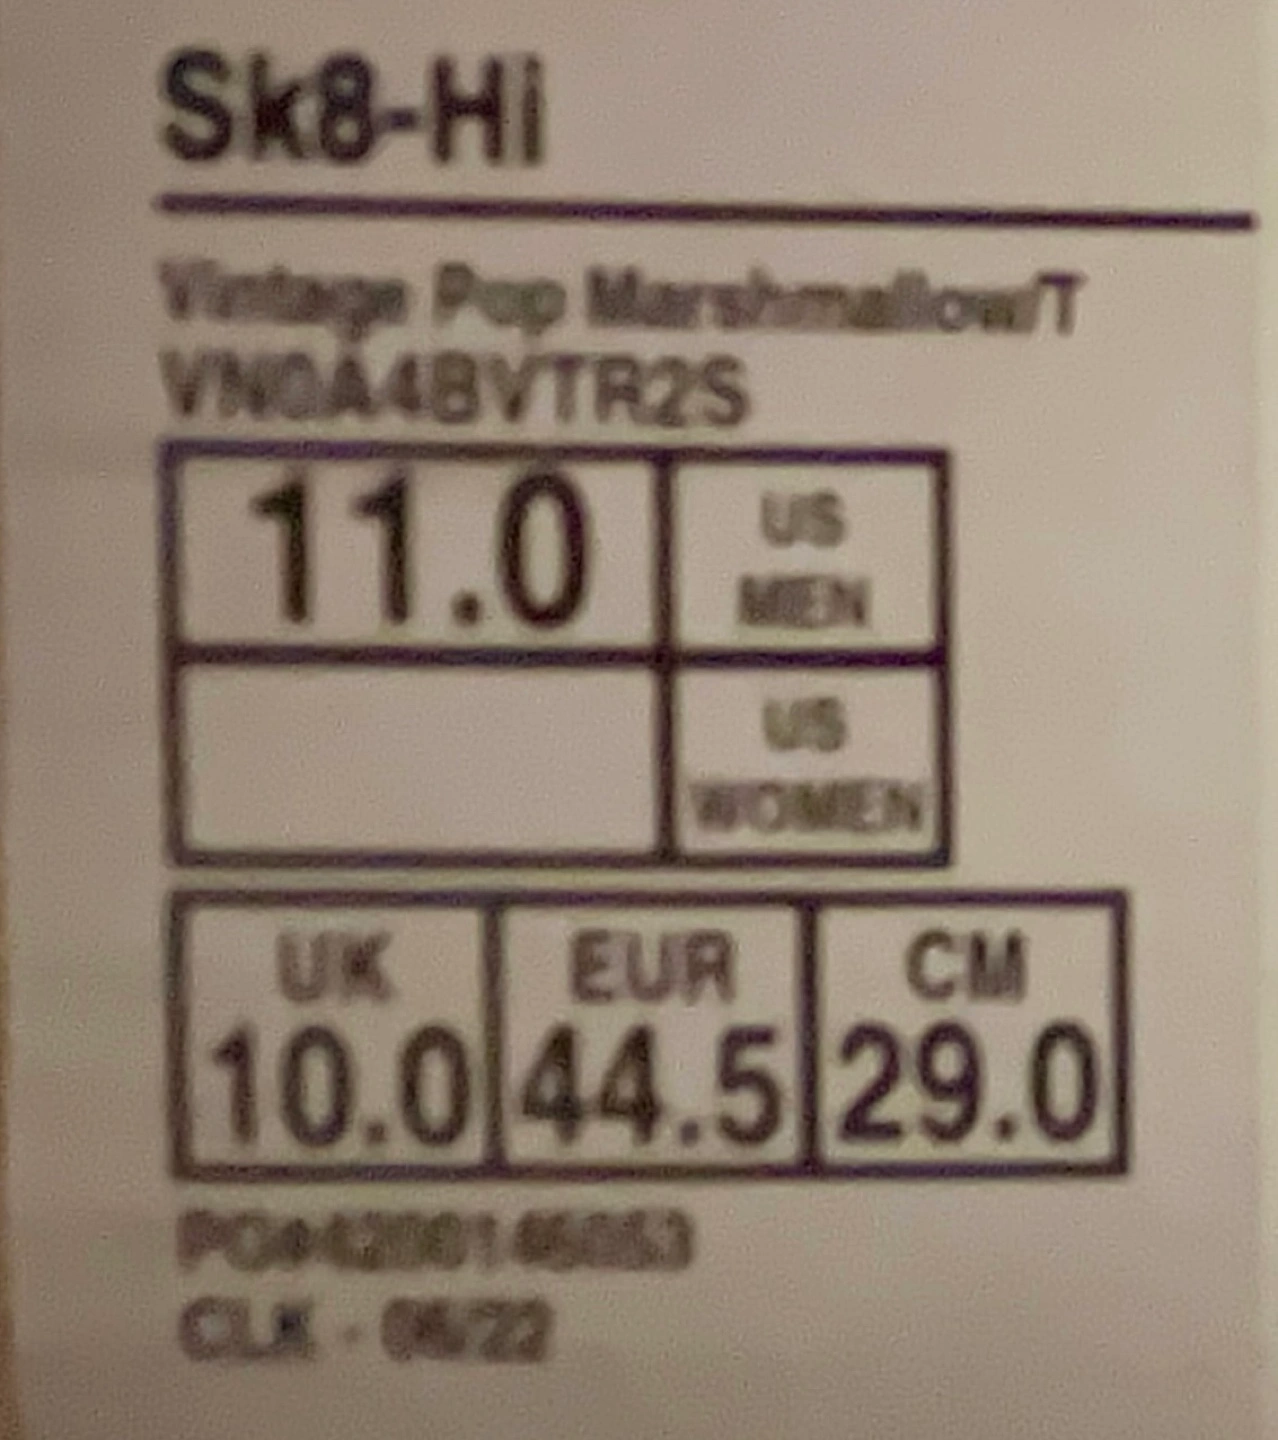 Sk8-Hi
Vintage Pop Marshmallow/T
VN0A4BVTR2S
11.0 US MEN
US WOMEN
UK EUR CM
10.0 44.5 29.0
CLK -